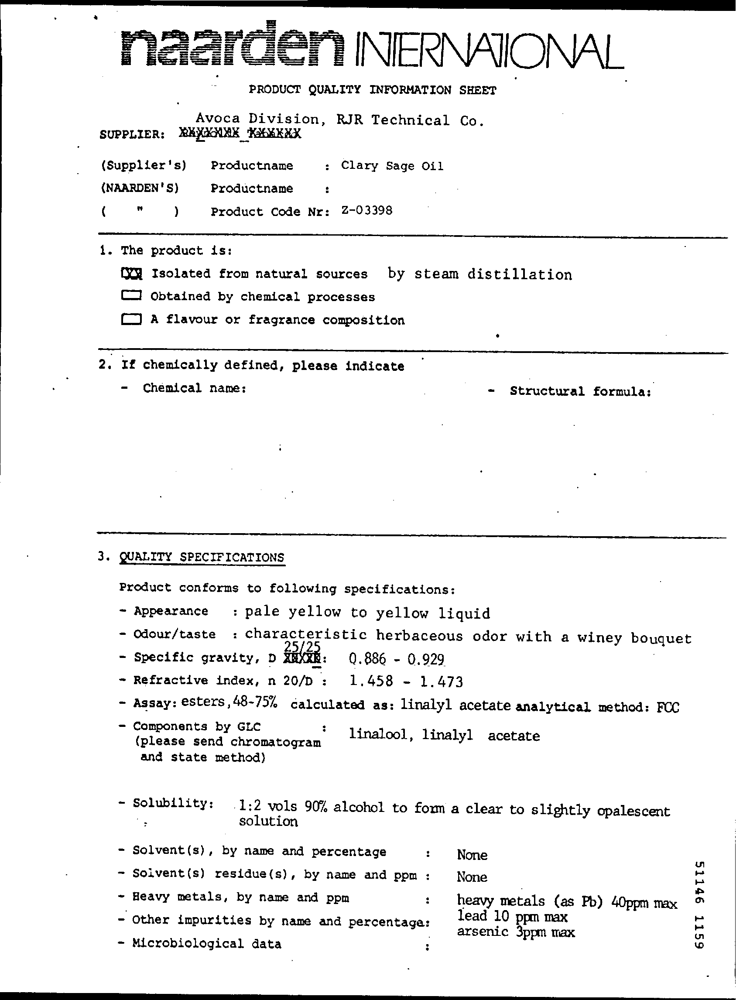 naarden INTERNATIONAL
PRODUCT QUALITY INFORMATION SHEET
Avoca Division, RJR Technical Co.
SUPPLIER:
(Supplier's) Productname : Clary Sage Oil
(NAARDEN'S) Productname :
( " ) Product Code Nr: Z-03398
1. The product is:
Isolated from natural sources by steam distillation
Obtained by chemical processes
A flavour or fragrance composition
2. If chemically defined, please indicate
- Chemical name: - Structural formula:
3. QUALITY SPECIFICATIONS
Product conforms to following specifications:
- Appearance : pale yellow to yellow liquid
- Odour/taste : characteristic herbaceous odor with a winey bouquet
25/25
- Specific gravity, D : 0.886 - 0.929
- Refractive index, n 20/D : 1.458 - 1.473
- Assay: esters,48-75% calculated as: linalyl acetate analytical method: FCC
- Components by GLC :
(please send chromatogram linalool, linalyl acetate
and state method)
- Solubility: 1:2 vols 90% alcohol to form a clear to slightly opalescent
solution
- Solvent(s), by name and percentage : None
- Solvent(s) residue(s), by name and ppm : None
- Heavy metals, by name and ppm : heavy metals (as Pb) 40ppm max
- Other impurities by name and percentage: lead 10 ppm max
arsenic 3ppm max
- Microbiological data :
51146 1159